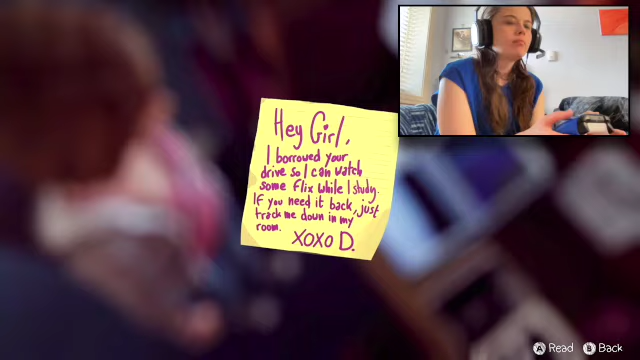 Hey Girl,
I borrowed your
drive so I can watch
some flix while I study.
If you need it back, just
track me down in my
room.
XOXO D.
A Read B Back